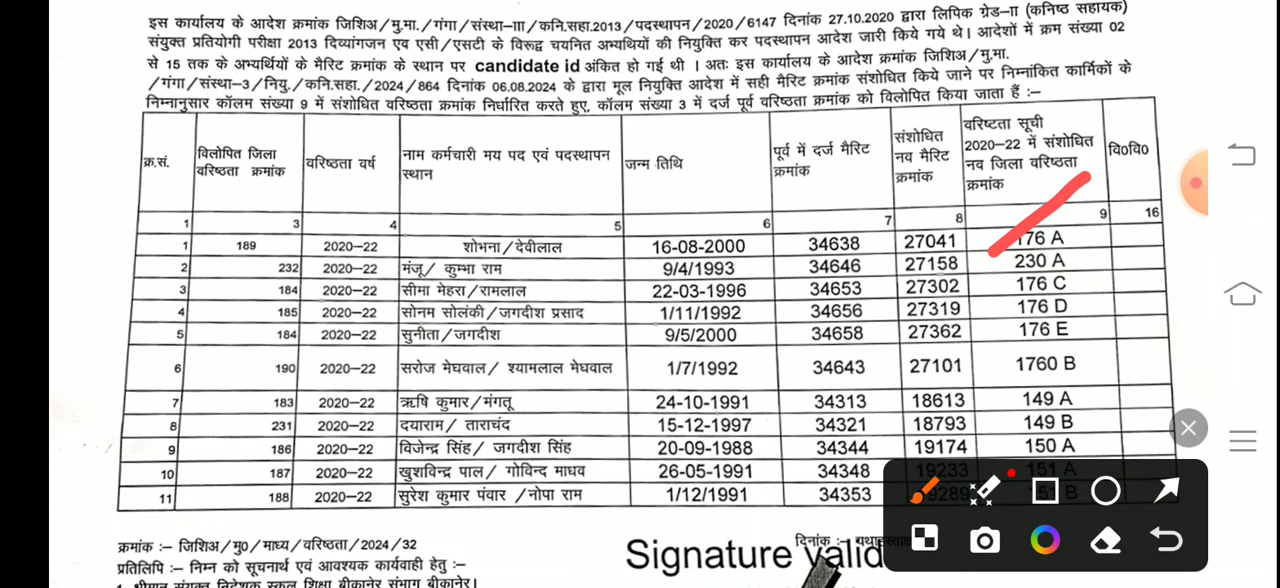 इस कार्यालय के आदेश क्रमांक जिशिअ/मु.मा./गंगा/संस्था-III/कनि.सहा.2013/पदस्थापन/2020/6147 दिनांक 27.10.2020 द्वारा लिपिक ग्रेड-II (कनिष्ठ सहायक)
संयुक्त प्रतियोगी परीक्षा 2013 दिव्यांगजन एव एसी/एसटी के विरूद्व चयनित अभ्यथियों की नियुक्ति कर पदस्थापन आदेश जारी किये गये थे। आदेशों में क्रम संख्या 02
से 15 तक के अभ्यर्थियों के मैरिट क्रमांक के स्थान पर candidate id अंकित हो गई थी । अतः इस कार्यालय के आदेश क्रमांक जिशिअ/मु.मा.
/गंगा/संस्था-3/नियु./कनि.सहा./2024/864 दिनांक 06.08.2024 के द्वारा मूल नियुक्ति आदेश में सही मैरिट क्रमांक संशोधित किये जाने पर निम्नांकित कार्मिकों के
निम्नानुसार कॉलम संख्या 9 में संशोधित वरिष्ठता क्रमांक निर्धारित करते हुए, कॉलम संख्या 3 में दर्ज पूर्व वरिष्ठता क्रमांक को विलोपित किया जाता हैं :-
क्र.सं. विलोपित जिला वरिष्ठता क्रमांक वरिष्ठता वर्ष नाम कर्मचारी मय पद एवं पदस्थापन स्थान जन्म तिथि पूर्व में दर्ज मैरिट क्रमांक संशोधित नव मैरिट क्रमांक वरिष्टता सूची 2020-22 में संशोधित नव जिला वरिष्ठता क्रमांक वि0वि0
1 3 4 5 6 7 8 9 16
1 189 2020-22 शोभना/देवीलाल 16-08-2000 34638 27041 176 A
2 232 2020-22 मंजू/ कुम्भा राम 9/4/1993 34646 27158 230 A
3 184 2020-22 सीमा मेहरा/रामलाल 22-03-1996 34653 27302 176 C
4 185 2020-22 सोनम सोलंकी/जगदीश प्रसाद 1/11/1992 34656 27319 176 D
5 184 2020-22 सुनीता/जगदीश 9/5/2000 34658 27362 176 E
6 190 2020-22 सरोज मेघवाल/ श्यामलाल मेघवाल 1/7/1992 34643 27101 1760 B
7 183 2020-22 ऋषि कुमार/मंगतू 24-10-1991 34313 18613 149 A
8 231 2020-22 दयाराम/ ताराचंद 15-12-1997 34321 18793 149 B
9 186 2020-22 विजेन्द्र सिंह/ जगदीश सिंह 20-09-1988 34344 19174 150 A
10 187 2020-22 खुशविन्द्र पाल/ गोविन्द माधव 26-05-1991 34348 19233 151 A
11 188 2020-22 सुरेश कुमार पंवार /नोपा राम 1/12/1991 34353 19289 151 B
क्रमांक :- जिशिअ/मु0/माध्य/वरिष्ठता/2024/32 दिनांक :-
प्रतिलिपि :- निम्न को सूचनार्थ एवं आवश्यक कार्यवाही हेतु :-
Signature valid
1. श्रीमान संयुक्त निदेशक स्कूल शिक्षा बीकानेर संभाग बीकानेर।